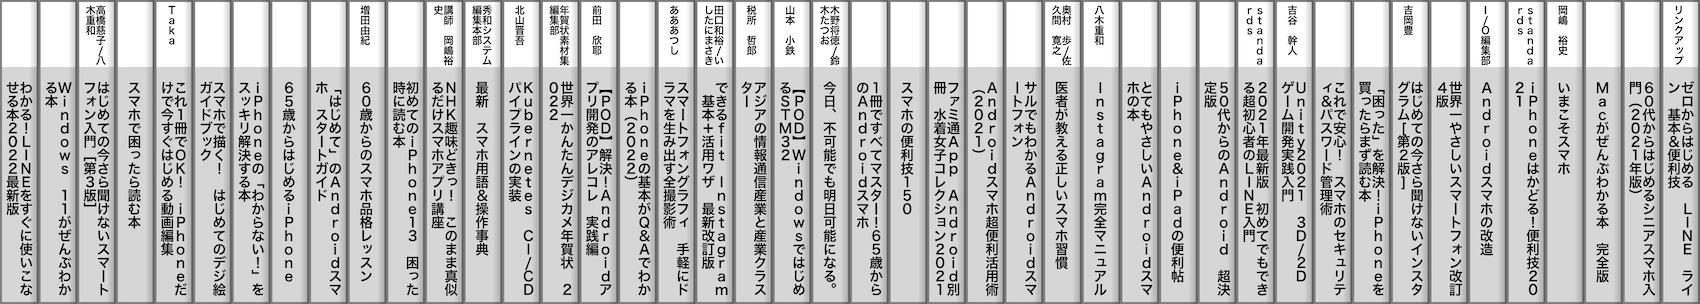 リンクアップ
ゼロからはじめる　LINE　ライ
ン　基本&便利技
60代からはじめるシニアスマホ入
門（2021年版）
Macがぜんぶわかる本　完全版
岡嶋　裕史
いまこそスマホ
standa
rds
iPhoneはかどる！便利技20
21
I／O編集部
Androidスマホの改造
世界一やさしいスマートフォン改訂
4版
吉岡豊
はじめての今さら聞けないインスタ
グラム[第2版]
「困った」を解決！iPhoneを
買ったらまず読む本
これで安心！　スマホのセキュリテ
ィ&パスワード管理術
吉谷　幹人
Unity2021　3D／2D
ゲーム開発実践入門
standa
rds
2021年最新版　初めてでもでき
る超初心者のLINE入門
50代からのAndroid　超決
定版
iPhone&iPadの便利帖
とてもやさしいAndroidスマ
ホの本
八木重和
Instagram完全マニュアル
奥村　歩／佐
久間　寛之
医者が教える正しいスマホ習慣
サルでもわかるAndroidスマ
ートフォン
Androidスマホ超便利活用術
（2021）
ファミ通App　Android別
冊　水着女子コレクション2021
スマホの便利技150
1冊ですべてマスター！65歳から
のAndroidスマホ
木野将徳／鈴
木たつお
今日、不可能でも明日可能になる。
山本　小鉄
【POD】Windowsではじめ
るSTM32
税所　哲郎
アジアの情報通信産業と産業クラス
ター
田口和裕／い
したにまさき
できるfit　Instagram
　基本+活用ワザ　最新改訂版
あああつし
スマートフォングラフィ　手軽にド
ラマを生み出す全撮影術
iPhoneの基本がQ&Aでわか
る本（2022）
前田　欣耶
【POD】解決！Androidア
プリ開発のアレコレ　実践編
年賀状素材集
編集部
世界一かんたんデジカメ年賀状　2
022
北山晋吾
Kubernetes　CI／CD
パイプラインの実装
秀和システム
編集本部
最新　スマホ用語&操作事典
講師　岡嶋裕
史
NHK趣味どきっ！　このまま真似
るだけスマホアプリ講座
初めてのiPhone13　困った
時に読む本
増田由紀
60歳からのスマホ品格レッスン
「はじめて」のAndroidスマ
ホ　スタートガイド
65歳からはじめるiPhone
iPhoneの「わからない！」を
スッキリ解決する本
スマホで描く！　はじめてのデジ絵
ガイドブック
Taka
これ1冊でOK！　iPhoneだ
けで今すぐはじめる動画編集
スマホで困ったら読む本
高橋慈子／八
木重和
はじめての今さら聞けないスマート
フォン入門［第3版］
Windows　11がぜんぶわか
る本
わかる！LINEをすぐに使いこな
せる本2022最新版